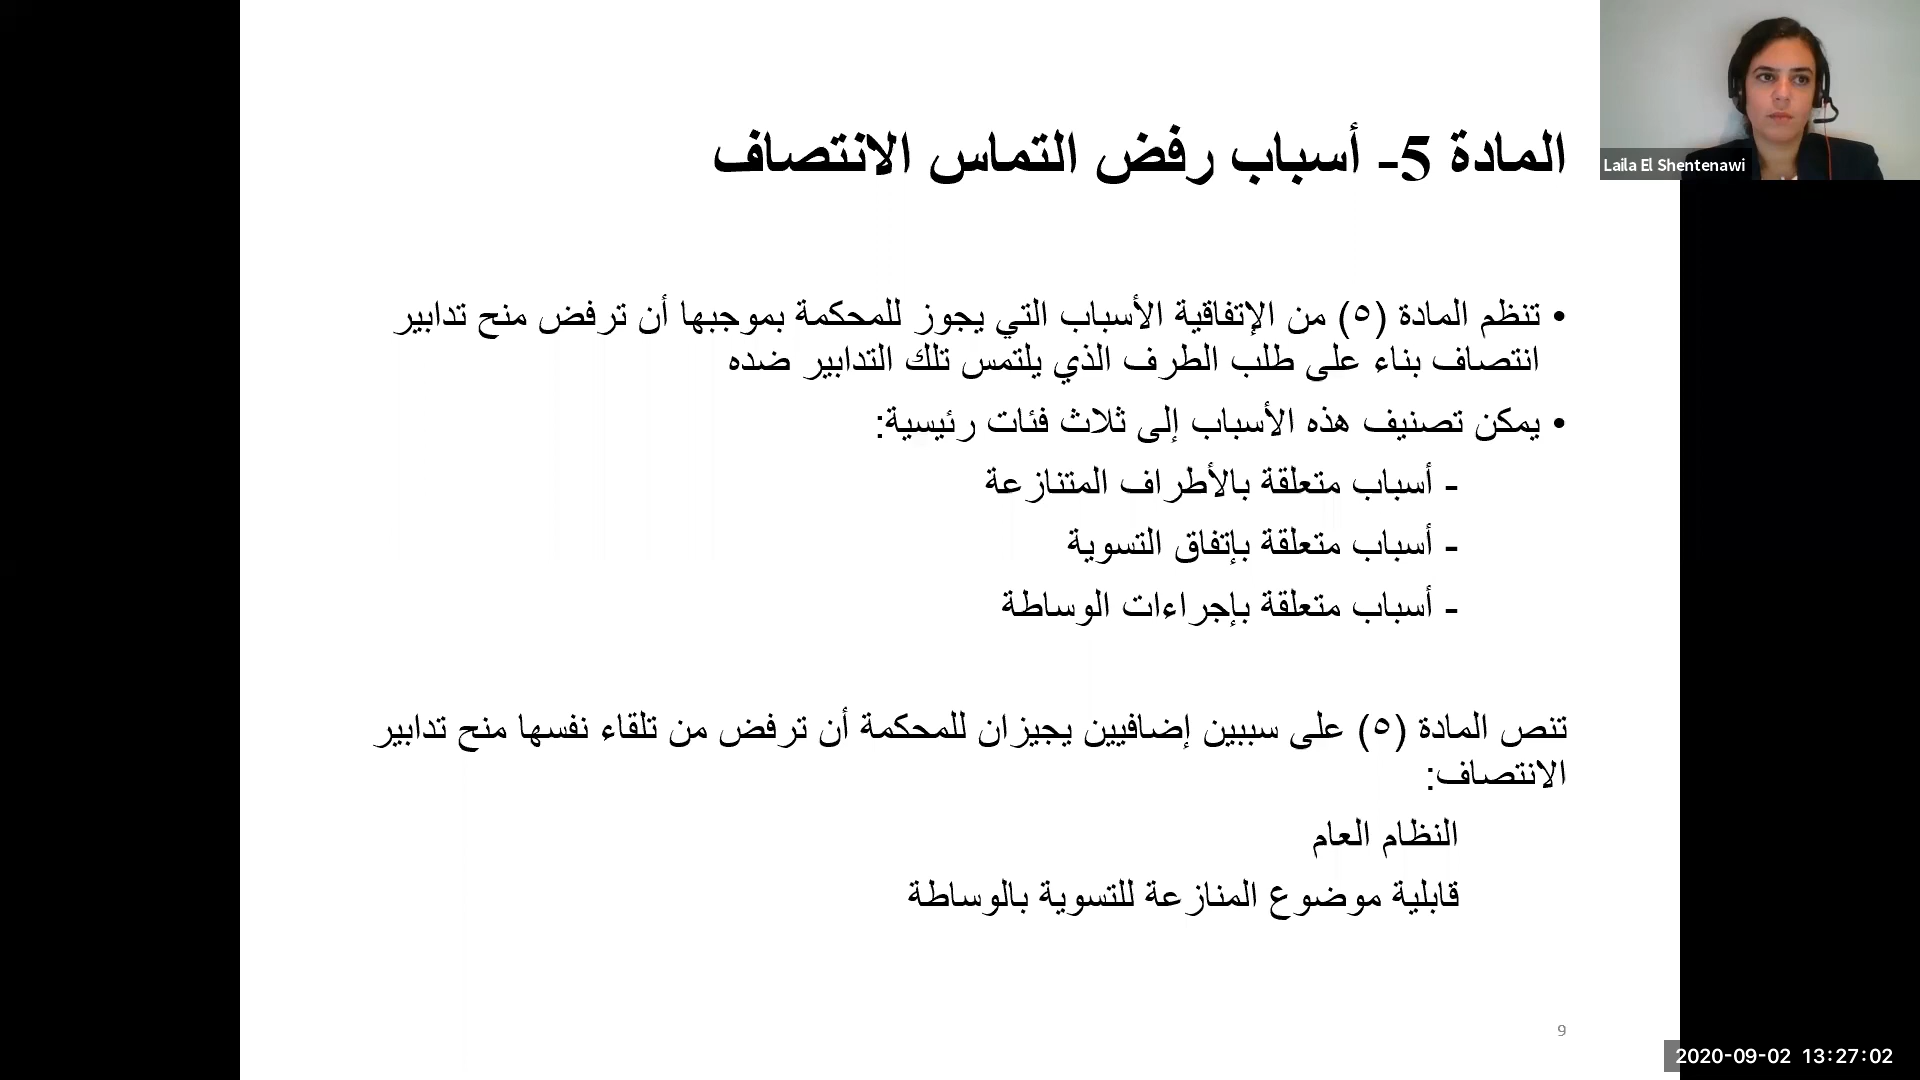 المادة 5- أسباب رفض التماس الانتصاف
Laila El Shentenawi
• تنظم المادة (٥) من الإتفاقية الأسباب التي يجوز للمحكمة بموجبها أن ترفض منح تدابير
انتصاف بناء على طلب الطرف الذي يلتمس تلك التدابير ضده
• يمكن تصنيف هذه الأسباب إلى ثلاث فئات رئيسية:
- أسباب متعلقة بالأطراف المتنازعة
- أسباب متعلقة بإتفاق التسوية
- أسباب متعلقة بإجراءات الوساطة
تنص المادة (٥) على سببين إضافيين يجيزان للمحكمة أن ترفض من تلقاء نفسها منح تدابير
الانتصاف:
النظام العام
قابلية موضوع المنازعة للتسوية بالوساطة
9
2020-09-02 13:27:02